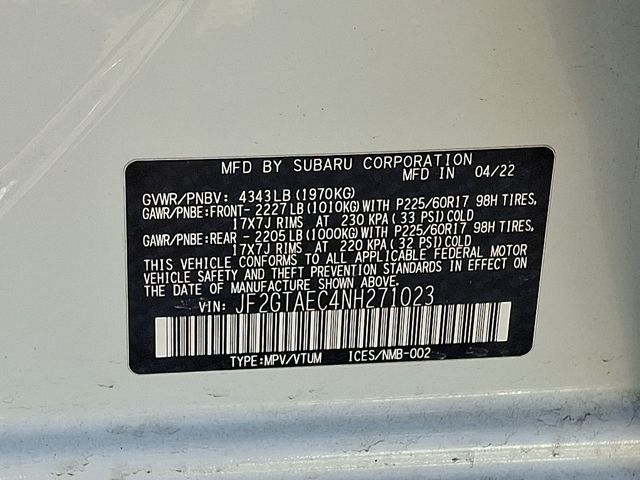 MFD BY SUBARU CORPORATION
MFD IN 04/22
GVWR/PNBV: 4343LB (1970KG)
GAWR/PNBE:FRONT- 2227 LB (1010KG) WITH P225/60R17 98H TIRES,
17X7J RIMS AT 230 KPA (33 PSI) COLD
GAWR/PNBE:REAR - 2205 LB (1000KG) WITH P225/60R17 98H TIRES,
17X7J RIMS AT 220 KPA (32 PSI) COLD
THIS VEHICLE CONFORMS TO ALL APPLICABLE FEDERAL MOTOR
VEHICLE SAFETY AND THEFT PREVENTION STANDARDS IN EFFECT ON
THE DATE OF MANUFACTURE SHOWN ABOVE.
VIN: JF2GTAEC4NH271023
TYPE:MPV/VTUM ICES/NMB-002